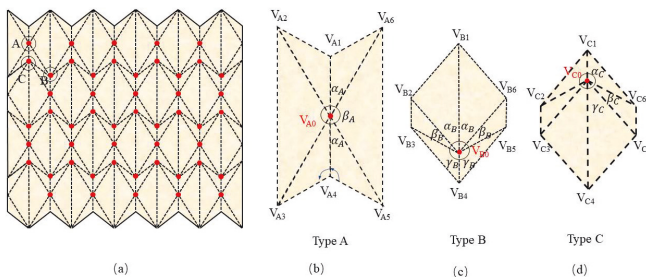 A
C
B
(a)
V_A2
V_A6
V_A1
α_A
V_A0
β_A
α_A
V_A4
V_A3
V_A5
Type A
(b)
V_B1
V_B2
V_B6
α_B α_B
β_B
β_B
V_B3
V_B0
V_B5
γ_B γ_B
V_B4
Type B
(c)
V_C1
V_C0
α_C
V_C2
β_C
V_C6
γ_C
V_C3
V_C
V_C4
Type C
(d)